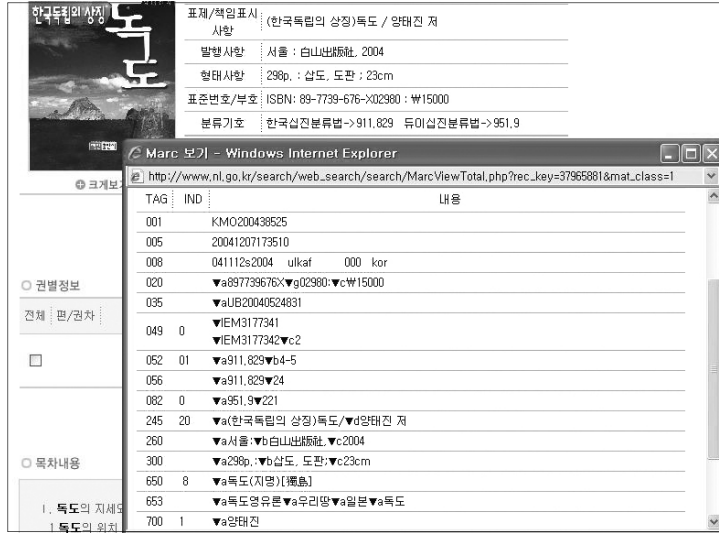 한국독립의 상징
독도
표제/책임표시
사항
(한국독립의 상징)독도 / 양태진 저
발행사항
서울 : 白山出版社, 2004
형태사항
298p. : 삽도, 도판 ; 23cm
표준번호/부호
ISBN: 89-7739-676-X02980 : ₩15000
분류기호
한국십진분류법->911.829 듀이십진분류법->951.9
크게보기
권별정보
전체 편/권차
목차내용
I. 독도의 지세와
1 독도의 위치
Marc 보기 - Windows Internet Explorer
http://www.nl.go.kr/search/web_search/search/MarcViewTotal.php?rec_key=37965881&mat_class=1
TAG IND 내용
001 KMO200438525
005 20041207173510
008 041112s2004 ulkaf 000 kor
020 ▼a897739676X▼g02980:▼c₩15000
035 ▼aUB20040524831
049 0 ▼lEM3177341
▼lEM3177342▼c2
052 01 ▼a911.829▼b4-5
056 ▼a911.829▼24
082 0 ▼a951.9▼221
245 20 ▼a(한국독립의 상징)독도/▼d양태진 저
260 ▼a서울:▼b白山出版社,▼c2004
300 ▼a298p.:▼b삽도, 도판;▼c23cm
650 8 ▼a독도(지명)[獨島]
653 ▼a독도영유론▼a우리땅▼a일본▼a독도
700 1 ▼a양태진